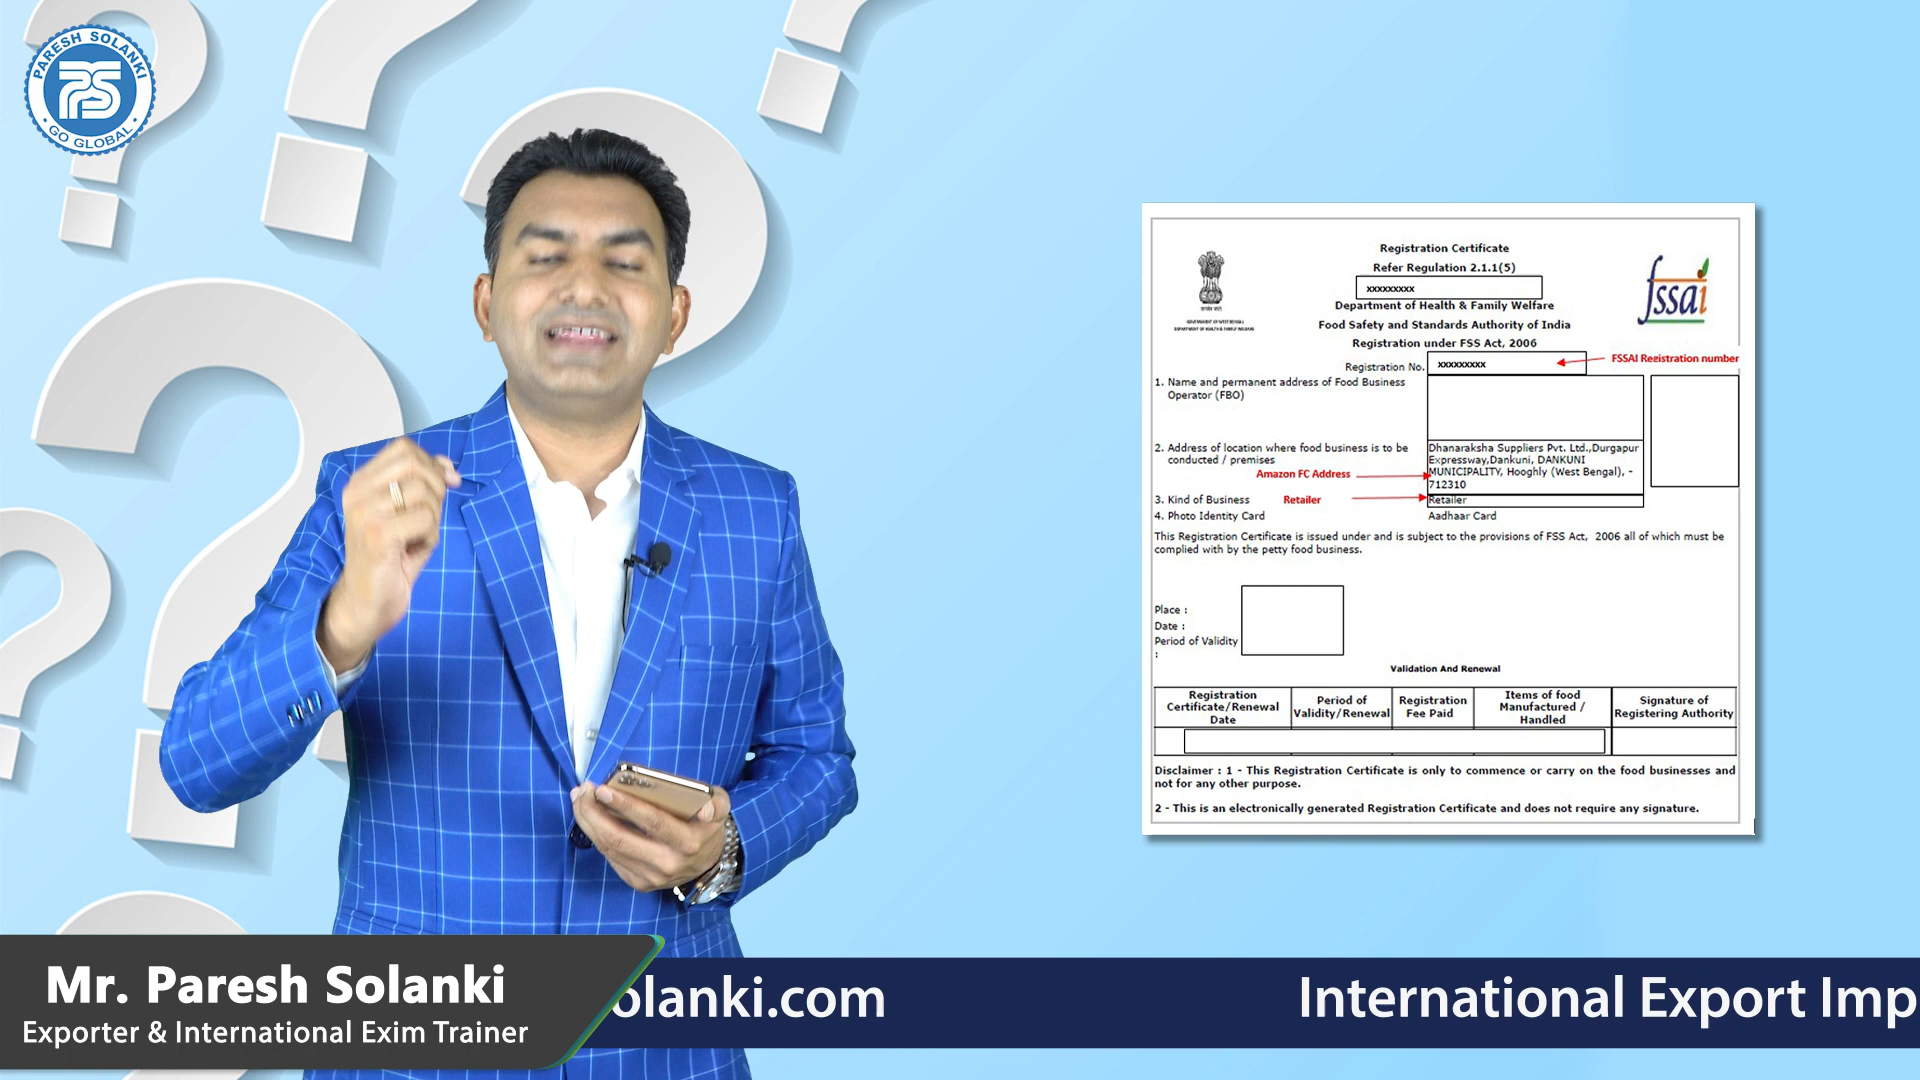 PARESH SOLANKI
PS
GO GLOBAL
Registration Certificate
Refer Regulation 2.1.1(5)
xxxxxxxxx
Department of Health & Family Welfare
Food Safety and Standards Authority of India
Registration under FSS Act, 2006
GOVERNMENT OF WEST BENGAL
DEPARTMENT OF HEALTH & FAMILY WELFARE
fssai
Registration No. xxxxxxxxx FSSAI Registration number
1. Name and permanent address of Food Business
Operator (FBO)
2. Address of location where food business is to be
conducted / premises
Amazon FC Address
Dhanaraksha Suppliers Pvt. Ltd.,Durgapur
Expressway,Dankuni, DANKUNI
MUNICIPALITY, Hooghly (West Bengal), -
712310
3. Kind of Business Retailer Retailer
4. Photo Identity Card Aadhaar Card
This Registration Certificate is issued under and is subject to the provisions of FSS Act, 2006 all of which must be
complied with by the petty food business.
Place :
Date :
Period of Validity
:
Validation And Renewal
Registration
Certificate/Renewal
Date
Period of
Validity/Renewal
Registration
Fee Paid
Items of food
Manufactured /
Handled
Signature of
Registering Authority
Disclaimer : 1 - This Registration Certificate is only to commence or carry on the food businesses and
not for any other purpose.
2 - This is an electronically generated Registration Certificate and does not require any signature.
Mr. Paresh Solanki
Exporter & International Exim Trainer
olanki.com International Export Imp